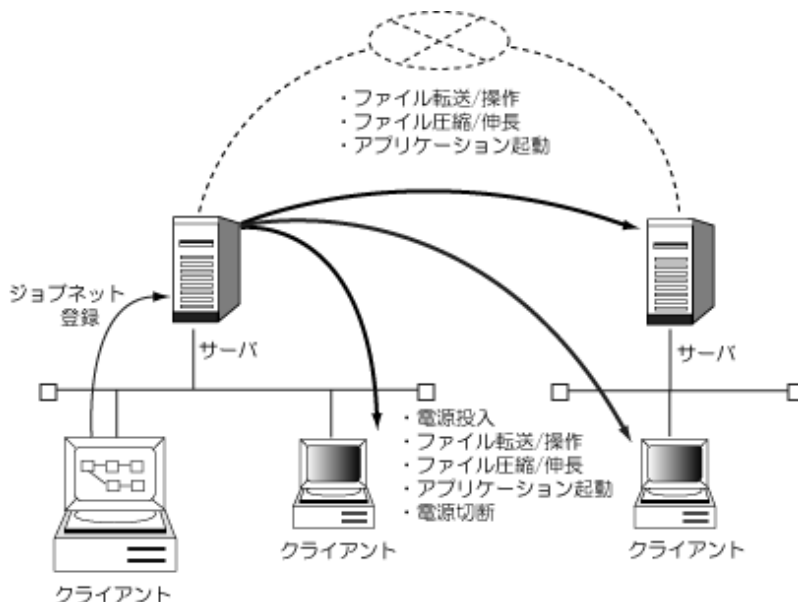 ・ファイル転送/操作
・ファイル圧縮/伸長
・アプリケーション起動
ジョブネット
登録
サーバ
サーバ
・電源投入
・ファイル転送/操作
・ファイル圧縮/伸長
・アプリケーション起動
・電源切断
クライアント
クライアント
クライアント